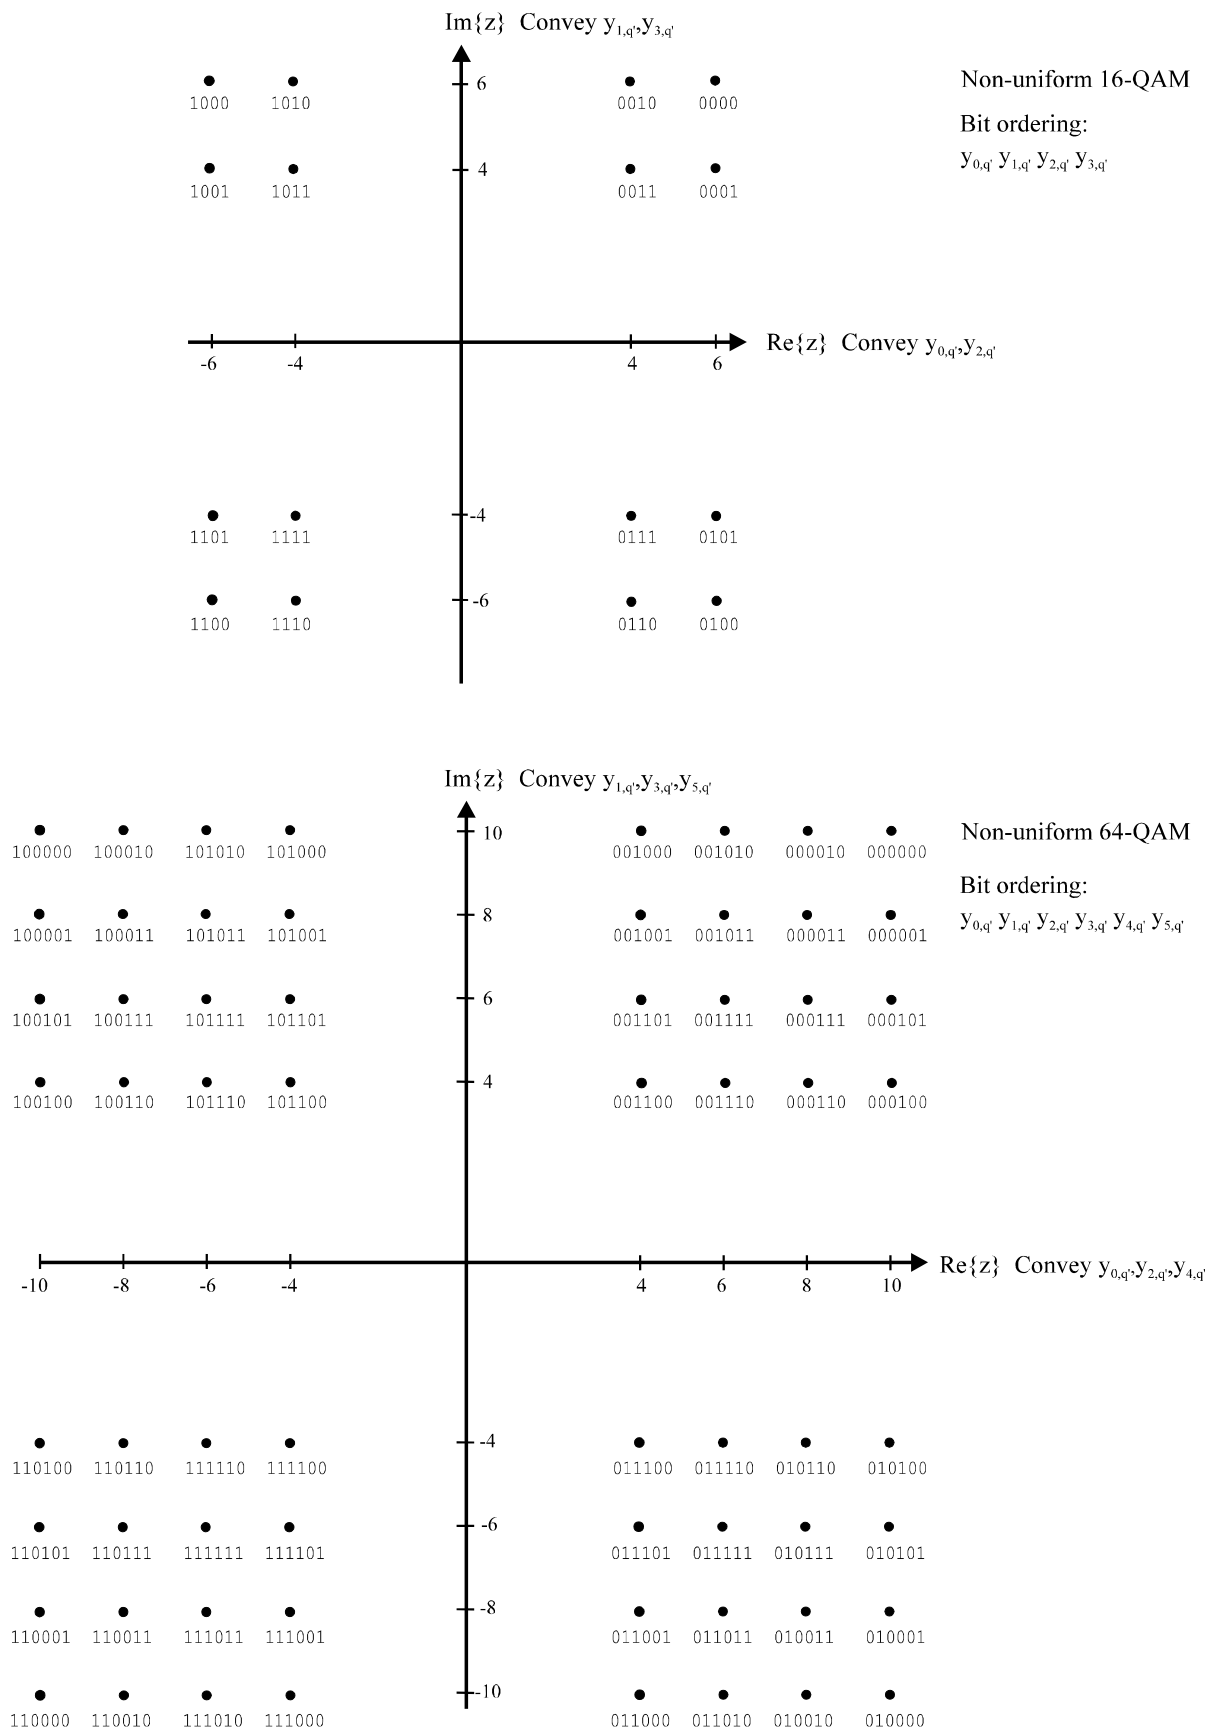 Im{z} Convey y1,q',y3,q'
6
Non-uniform 16-QAM
1000 1010 0010 0000
Bit ordering:
y0,q' y1,q' y2,q' y3,q'
4
1001 1011 0011 0001
Re{z} Convey y0,q',y2,q'
-6 -4 4 6
-4
1101 1111 0111 0101
-6
1100 1110 0110 0100
Im{z} Convey y1,q',y3,q',y5,q'
10
Non-uniform 64-QAM
100000 100010 101010 101000 001000 001010 000010 000000
Bit ordering:
8
y0,q' y1,q' y2,q' y3,q' y4,q' y5,q'
100001 100011 101011 101001 001001 001011 000011 000001
6
100101 100111 101111 101101 001101 001111 000111 000101
4
100100 100110 101110 101100 001100 001110 000110 000100
Re{z} Convey y0,q',y2,q',y4,q'
-10 -8 -6 -4 4 6 8 10
-4
110100 110110 111110 111100 011100 011110 010110 010100
-6
110101 110111 111111 111101 011101 011111 010111 010101
-8
110001 110011 111011 111001 011001 011011 010011 010001
-10
110000 110010 111010 111000 011000 011010 010010 010000